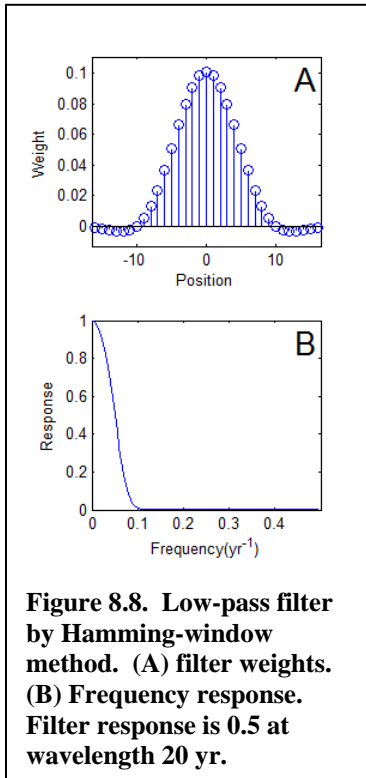 A
0.1
0.08
0.06
0.04
0.02
0
Weight
-10 0 10
Position
B
1
0.8
0.6
0.4
0.2
0
Response
0 0.1 0.2 0.3 0.4
Frequency(yr⁻¹)
Figure 8.8. Low-pass filter
by Hamming-window
method. (A) filter weights.
(B) Frequency response.
Filter response is 0.5 at
wavelength 20 yr.